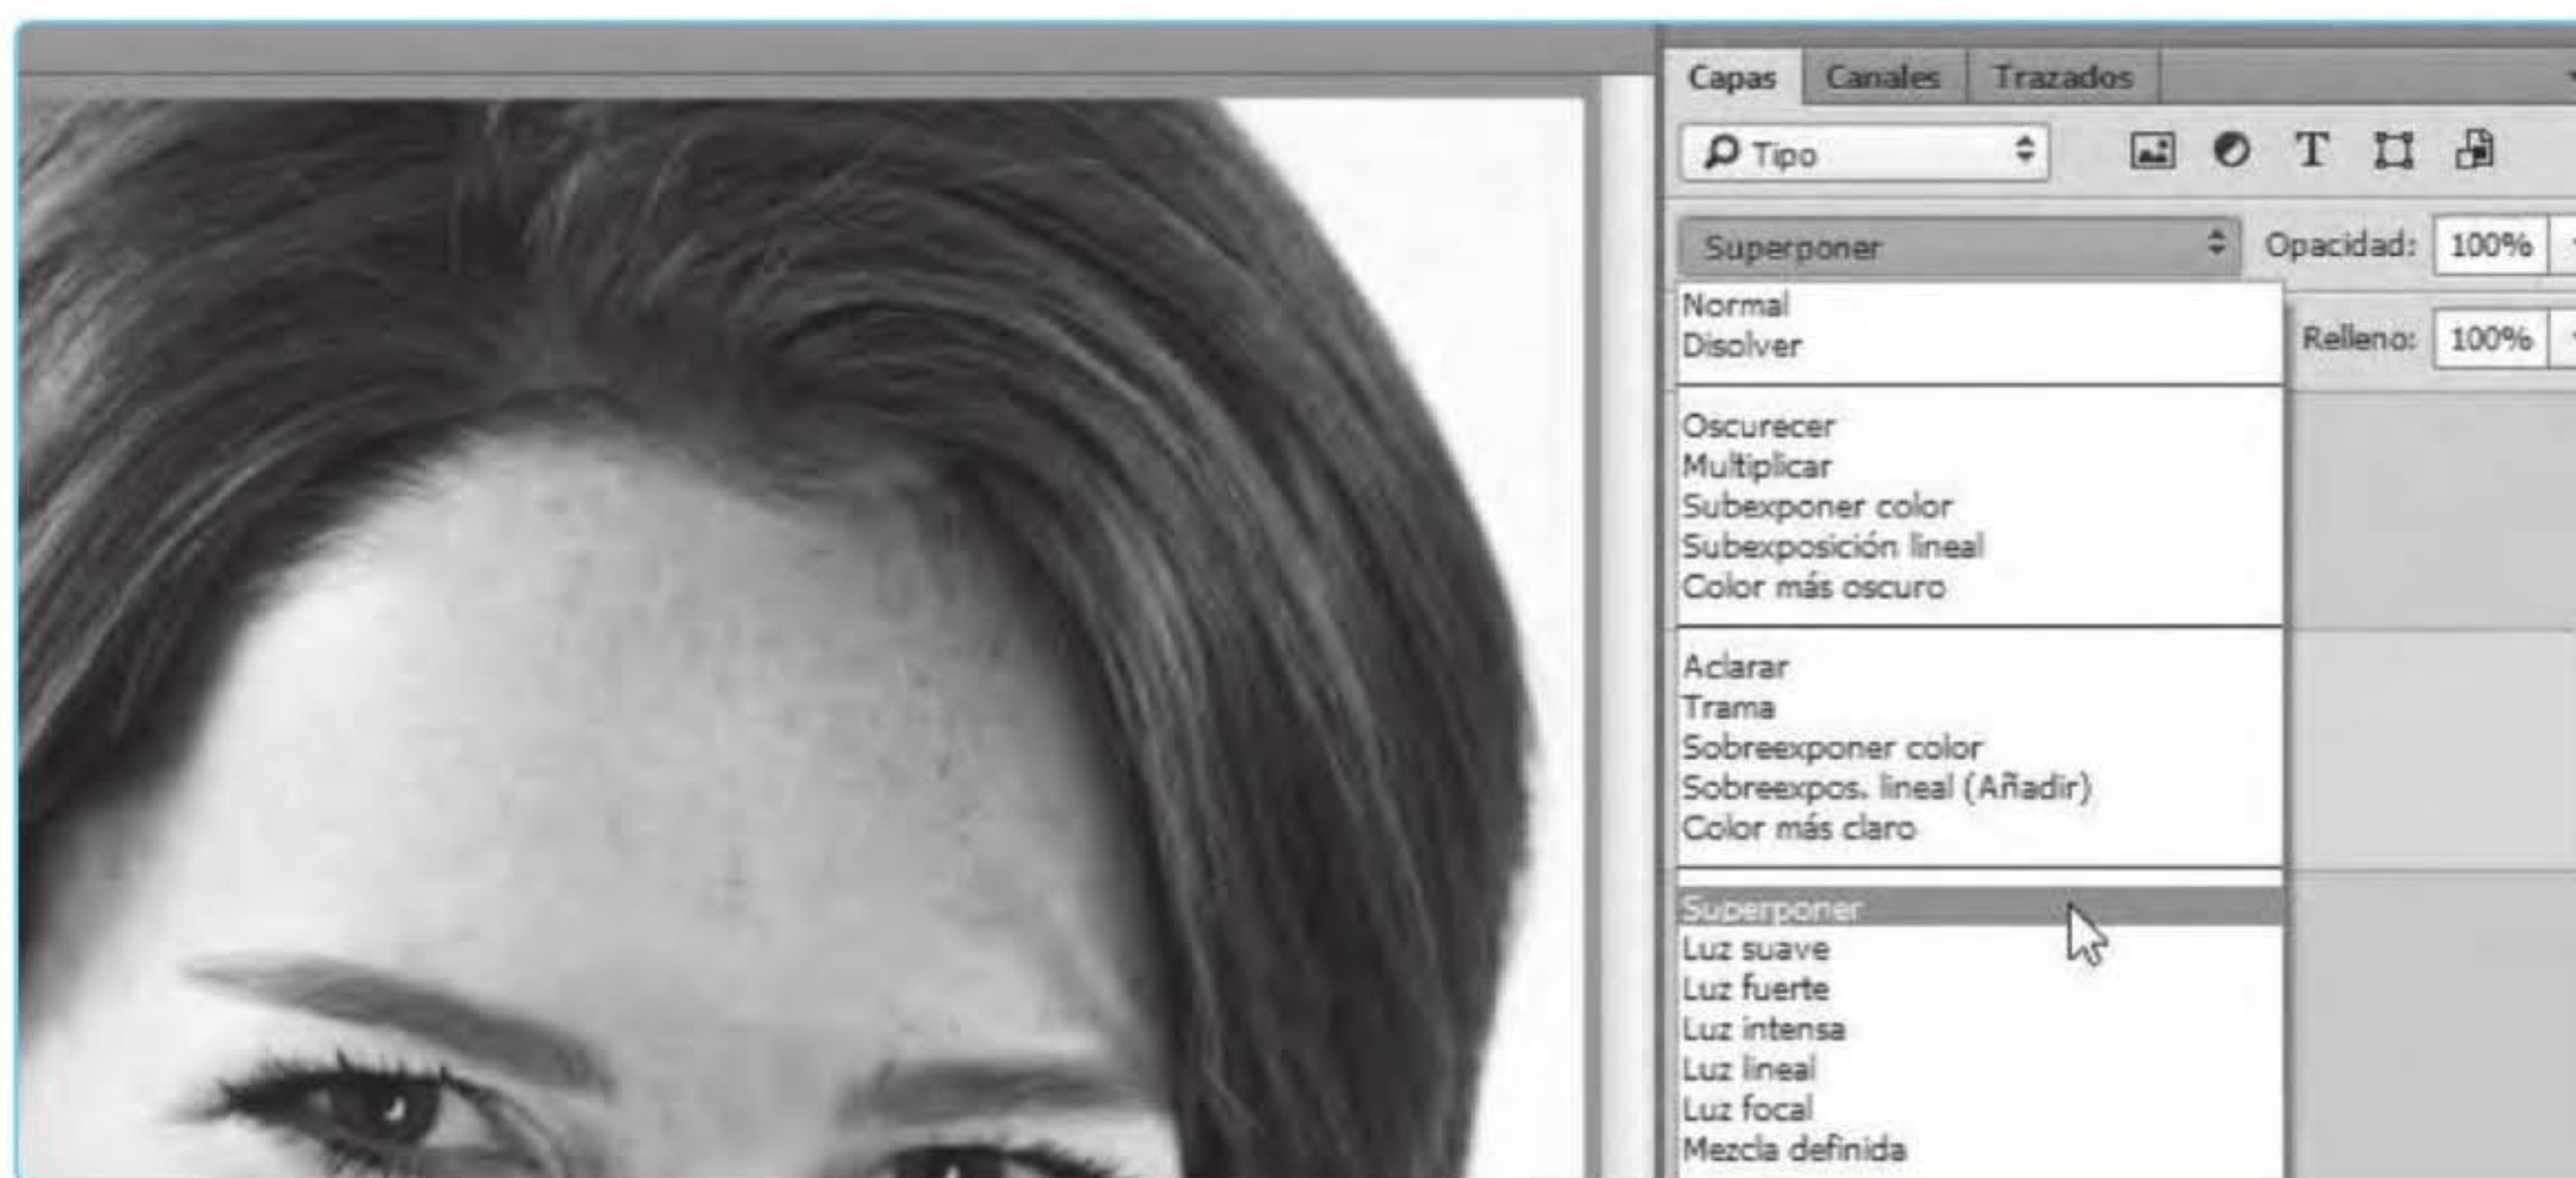 Capas Canales Trazados
Tipo
Superponer Opacidad: 100%
Normal
Relleno: 100%
Disolver
Oscurecer
Multiplicar
Subexponer color
Subexposición lineal
Color más oscuro
Aclarar
Trama
Sobreexponer color
Sobreexpos. lineal (Añadir)
Color más claro
Superponer
Luz suave
Luz fuerte
Luz intensa
Luz lineal
Luz focal
Mezcla definida